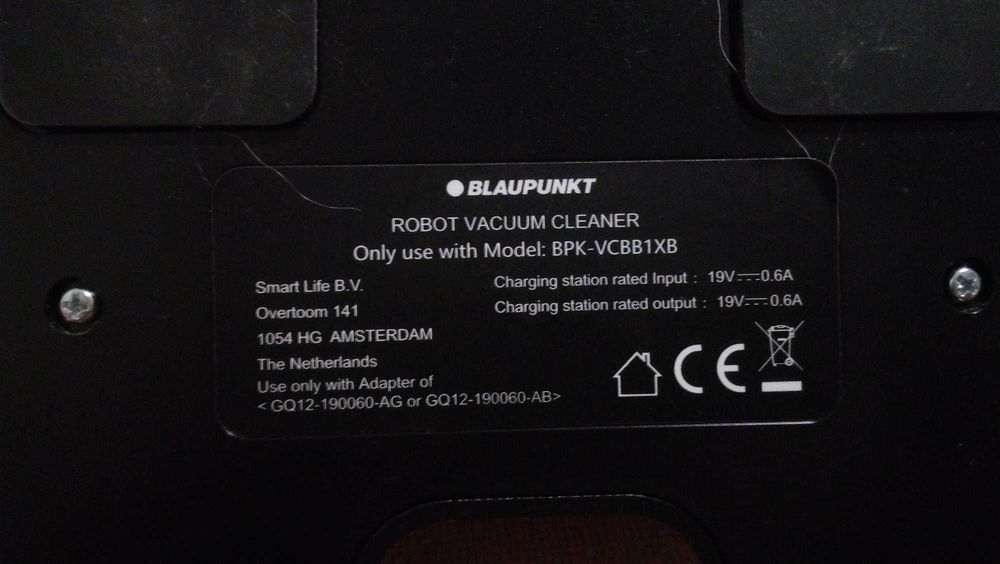 BLAUPUNKT
ROBOT VACUUM CLEANER
Only use with Model: BPK-VCBB1XB
Smart Life B.V.
Overtoom 141
1054 HG AMSTERDAM
The Netherlands
Use only with Adapter of
< GQ12-190060-AG or GQ12-190060-AB>
Charging station rated Input : 19V⎓0.6A
Charging station rated output : 19V⎓0.6A
CE